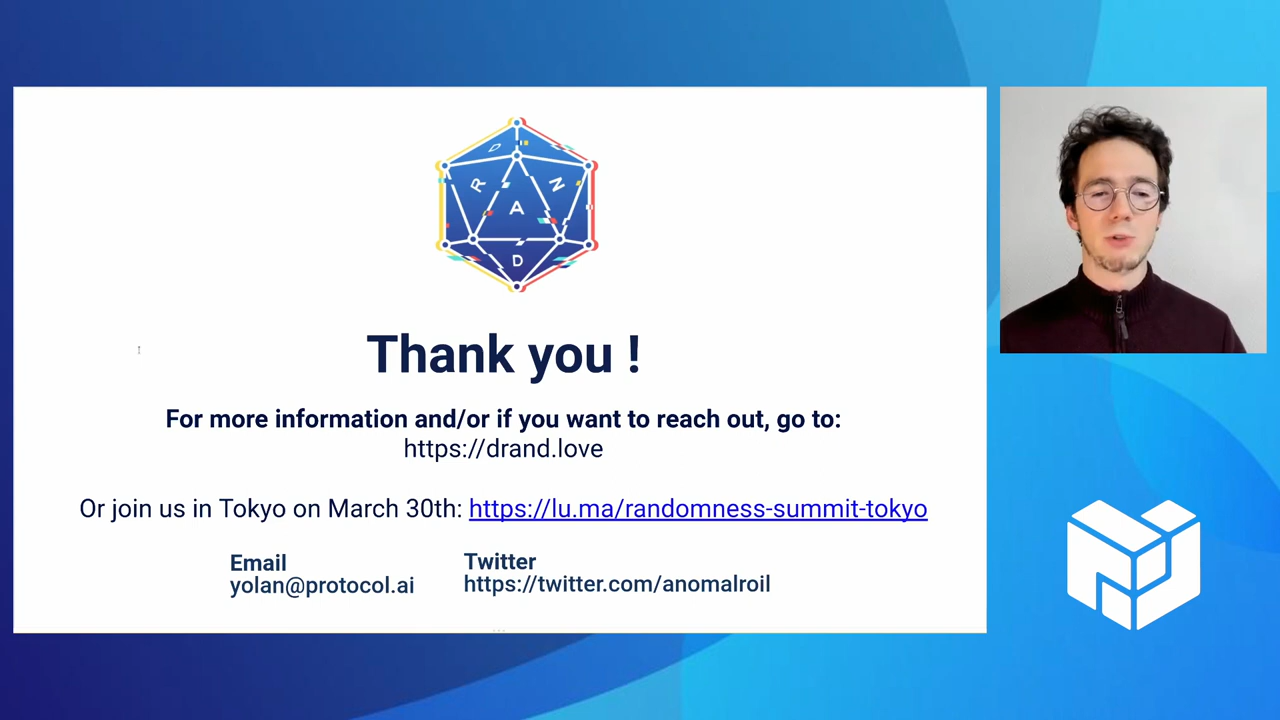 D
R
N
A
D
Thank you !
For more information and/or if you want to reach out, go to:
https://drand.love
Or join us in Tokyo on March 30th: https://lu.ma/randomness-summit-tokyo
Email
yolan@protocol.ai
Twitter
https://twitter.com/anomalroil